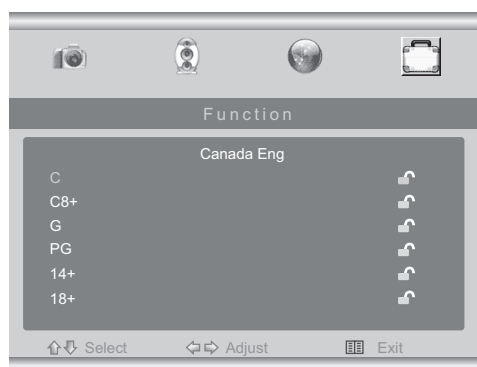 Function
Canada Eng
C
C8+
G
PG
14+
18+
Select Adjust Exit